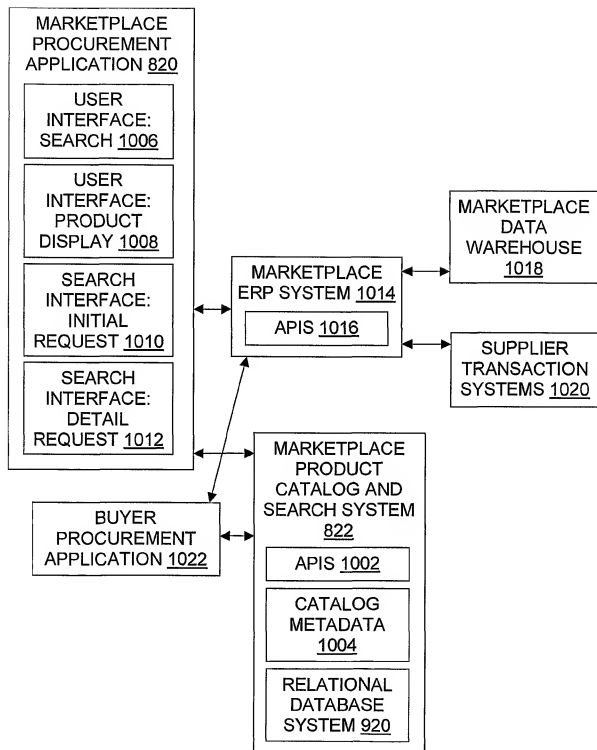 MARKETPLACE
PROCUREMENT
APPLICATION 820
USER
INTERFACE:
SEARCH 1006
USER
INTERFACE:
PRODUCT
DISPLAY 1008
SEARCH
INTERFACE:
INITIAL
REQUEST 1010
SEARCH
INTERFACE:
DETAIL
REQUEST 1012
MARKETPLACE
ERP SYSTEM 1014
APIS 1016
MARKETPLACE
DATA
WAREHOUSE
1018
SUPPLIER
TRANSACTION
SYSTEMS 1020
BUYER
PROCUREMENT
APPLICATION 1022
MARKETPLACE
PRODUCT
CATALOG AND
SEARCH SYSTEM
822
APIS 1002
CATALOG
METADATA
1004
RELATIONAL
DATABASE
SYSTEM 920